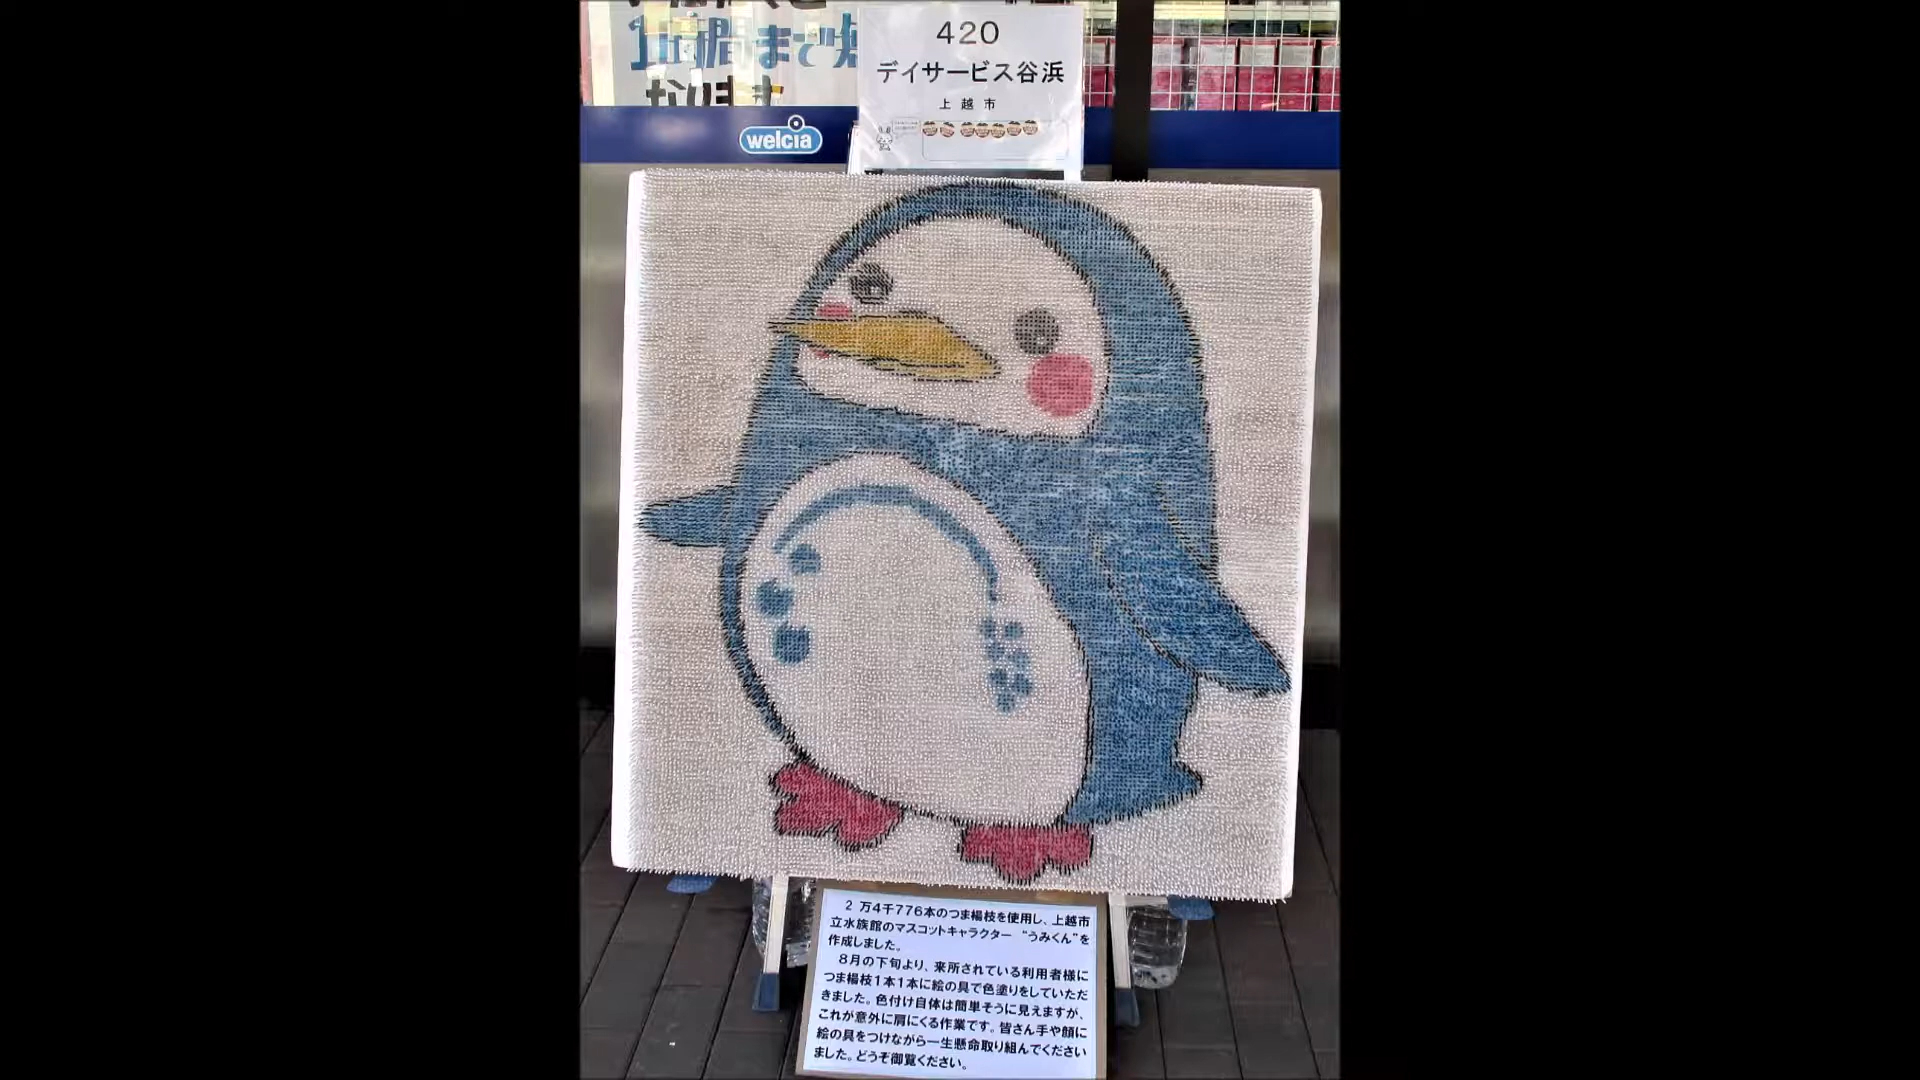 1週間まで
なります
420
デイサービス谷浜
上越市
welcia
2万4千776本のつま楊枝を使用し、上越市
立水族館のマスコットキャラクター “うみくん”を
作成しました。
8月の下旬より、来所されている利用者様に
つま楊枝1本1本に絵の具で色塗りをしていただ
きました。色付け自体は簡単そうに見えますが、
これが意外に肩にくる作業です。皆さん手や顔に
絵の具をつけながら一生懸命取り組んでください
ました。どうぞ御覧ください。